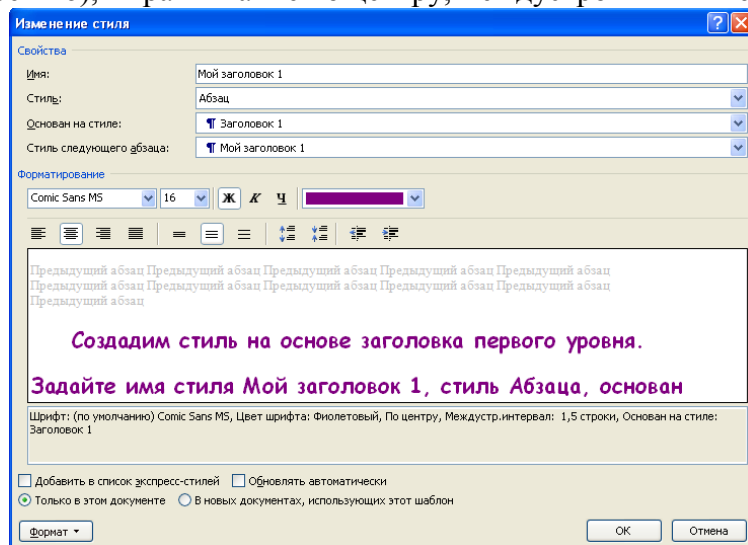 Изменение стиля
Свойства
Имя: Мой заголовок 1
Стиль: Абзац
Основан на стиле: ¶ Заголовок 1
Стиль следующего абзаца: ¶ Мой заголовок 1
Форматирование
Comic Sans MS 16 Ж К Ч
Предыдущий абзац Предыдущий абзац Предыдущий абзац Предыдущий абзац Предыдущий абзац
Предыдущий абзац Предыдущий абзац Предыдущий абзац Предыдущий абзац Предыдущий абзац
Предыдущий абзац
Создадим стиль на основе заголовка первого уровня.
Задайте имя стиля Мой заголовок 1, стиль Абзаца, основан
Шрифт: (по умолчанию) Comic Sans MS, Цвет шрифта: Фиолетовый, По центру, Междустр.интервал: 1,5 строки, Основан на стиле:
Заголовок 1
Добавить в список экспресс-стилей Обновлять автоматически
Только в этом документе В новых документах, использующих этот шаблон
Формат ОК Отмена